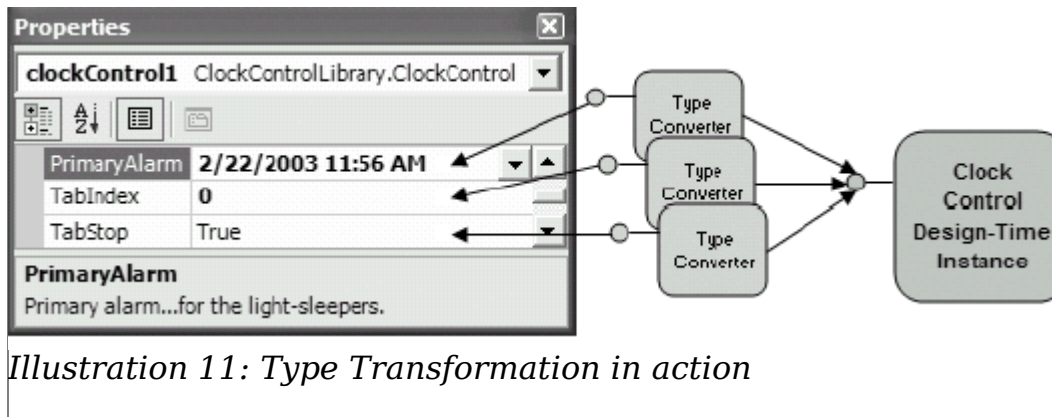 Properties
clockControl1 ClockControlLibrary.ClockControl
PrimaryAlarm 2/22/2003 11:56 AM
TabIndex 0
TabStop True
PrimaryAlarm
Primary alarm...for the light-sleepers.
Type
Converter
Type
Converter
Type
Converter
Clock
Control
Design-Time
Instance
Illustration 11: Type Transformation in action